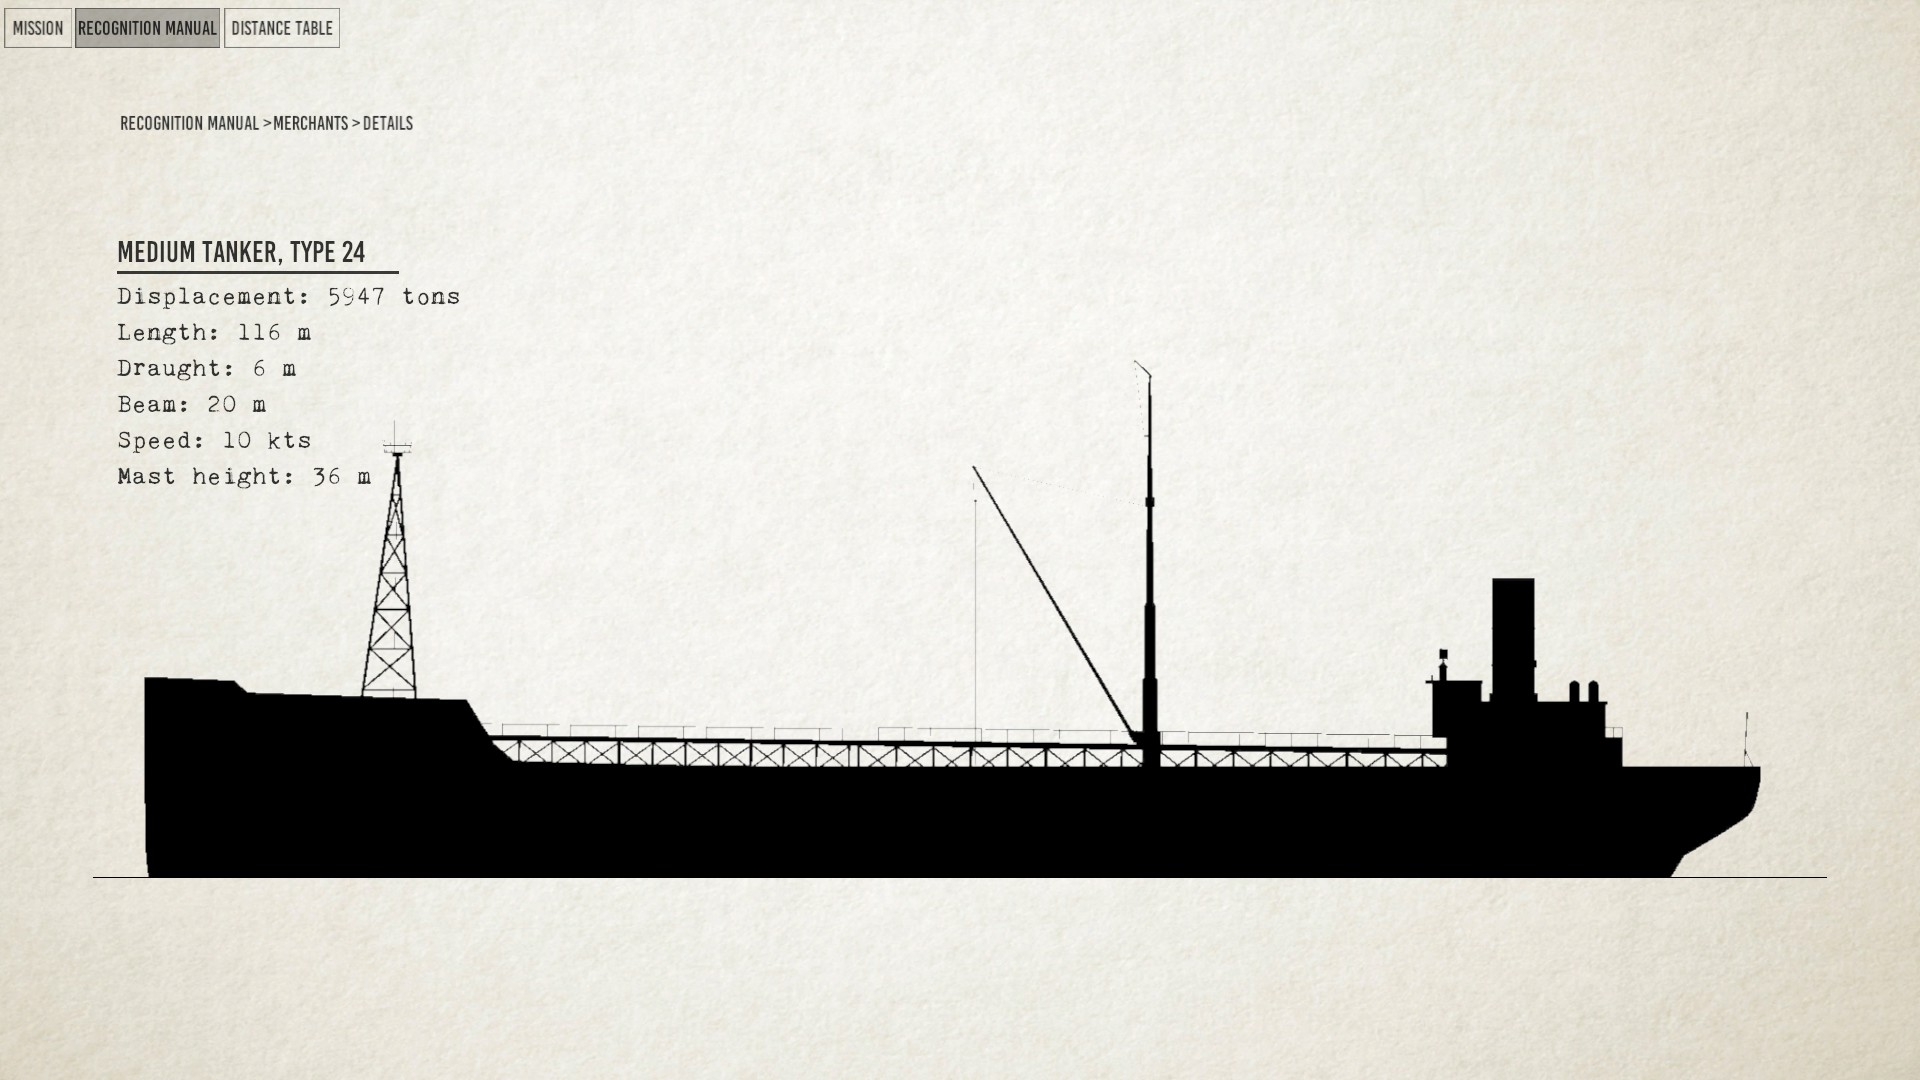 MISSION RECOGNITION MANUAL DISTANCE TABLE
RECOGNITION MANUAL > MERCHANTS > DETAILS
MEDIUM TANKER, TYPE 24
Displacement: 5947 tons
Length: 116 m
Draught: 6 m
Beam: 20 m
Speed: 10 kts
Mast height: 36 m